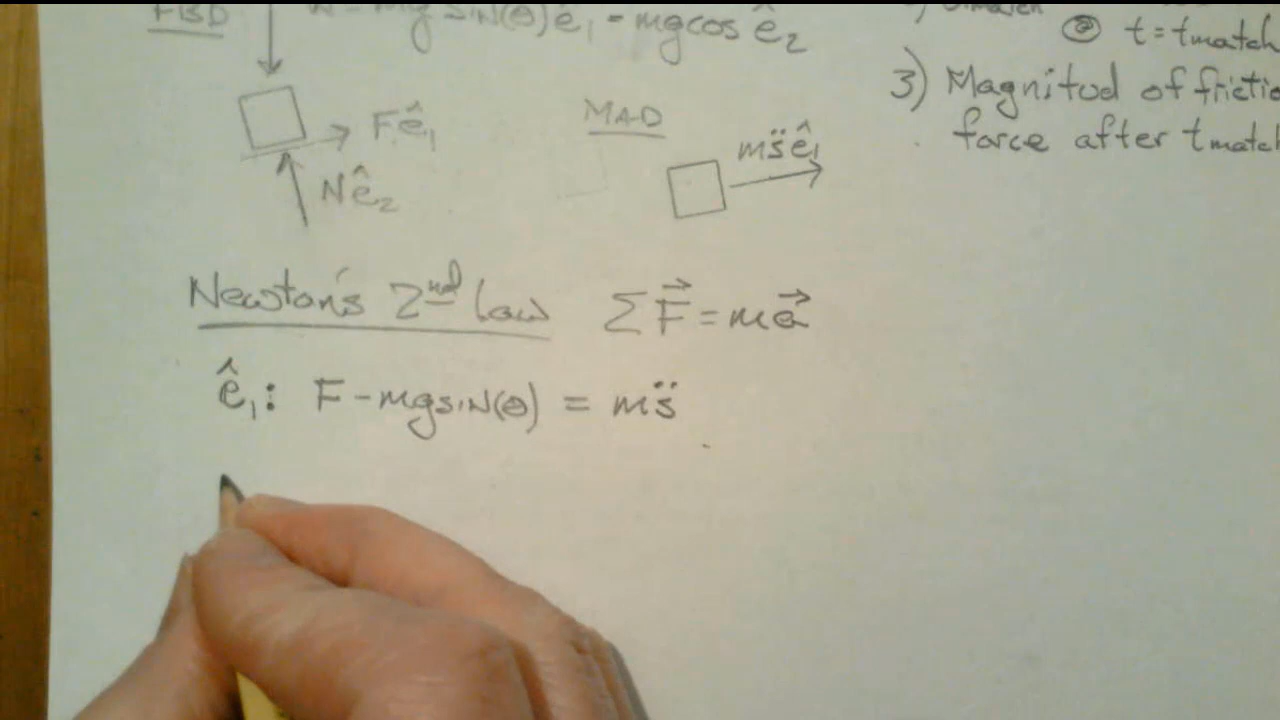 FBD
mg sin(θ) ê₁ - mg cos ê₂
@ t = tmatch
3) Magnitud of frictio
force after tmatch
Fê₁
MAD
ms̈ê₁
Nê₂
Newton's 2nd law ΣF⃗ = ma⃗
ê₁: F - mg sin(θ) = ms̈